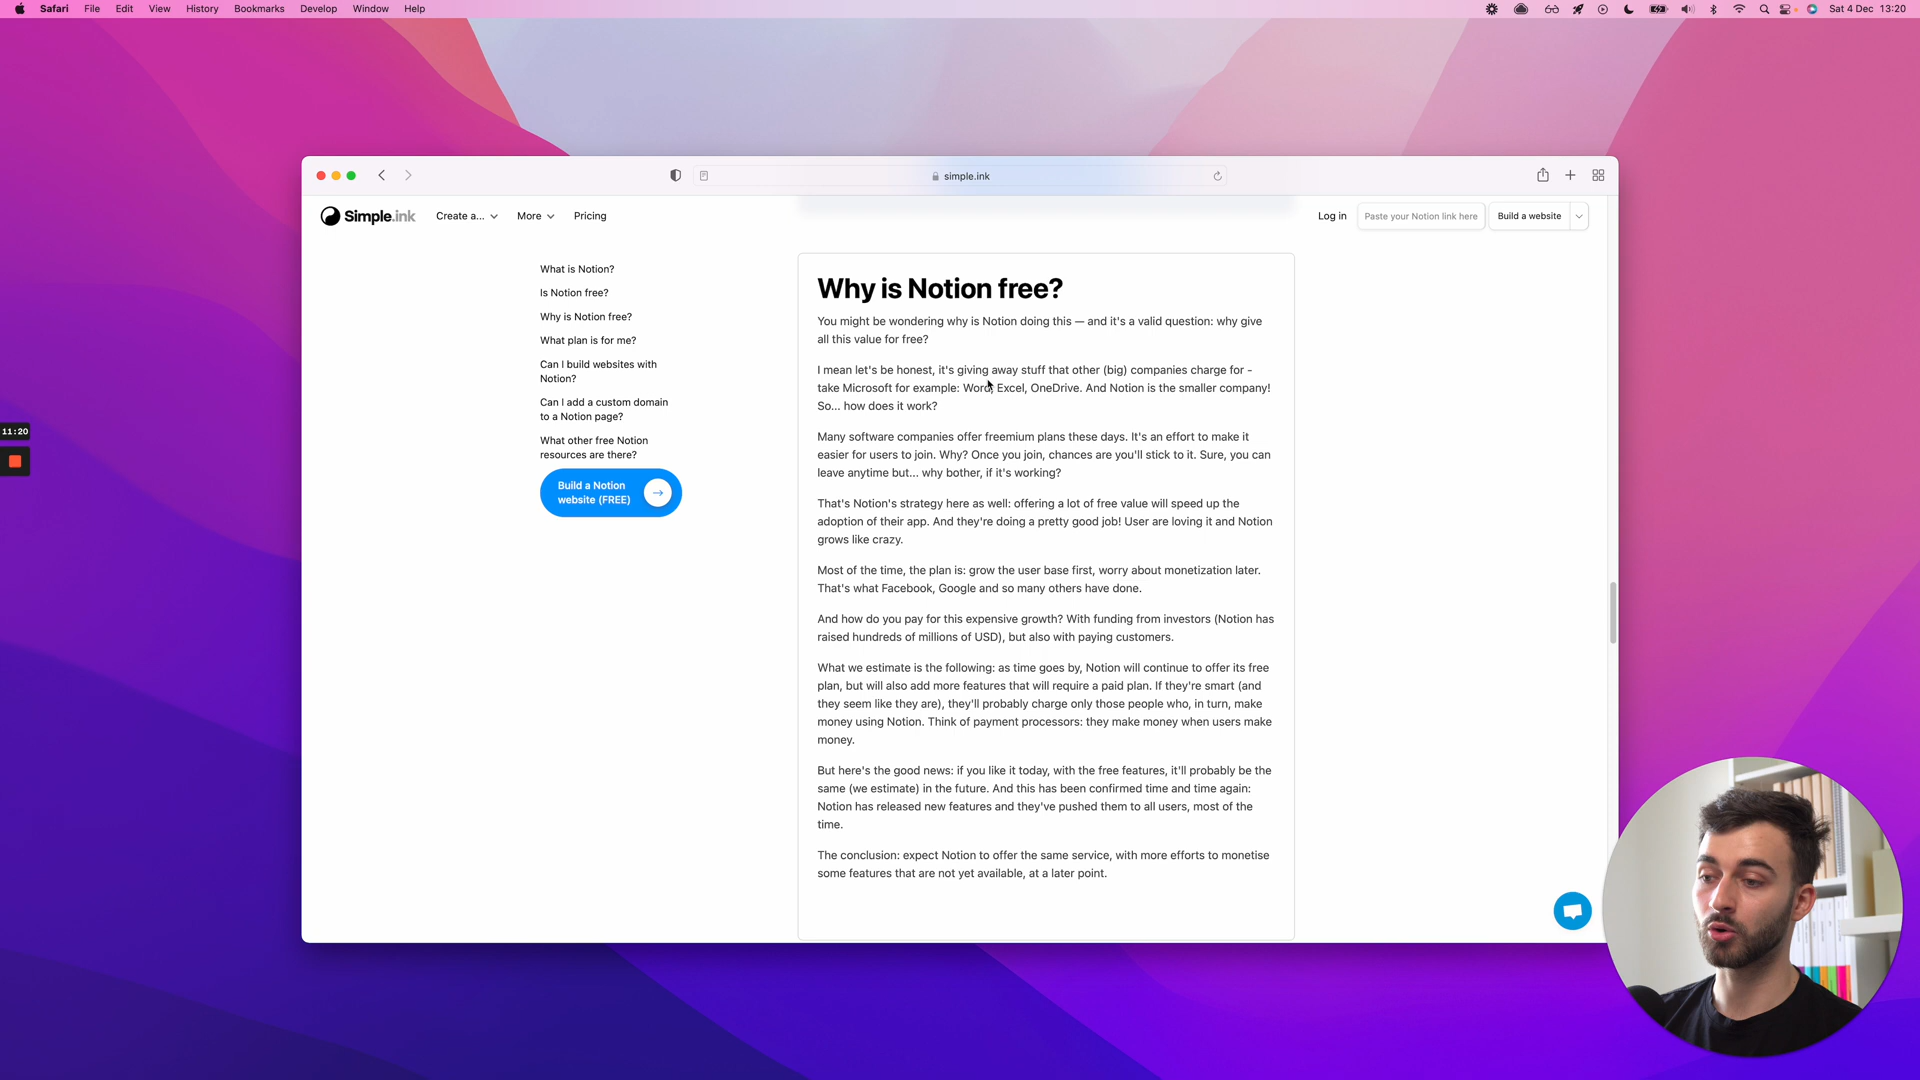 Safari File Edit View History Bookmarks Develop Window Help
Sat 4 Dec 13:20
simple.ink
Simple.ink Create a... More Pricing
Log in Paste your Notion link here Build a website
11:20
What is Notion?
Is Notion free?
Why is Notion free?
What plan is for me?
Can I build websites with
Notion?
Can I add a custom domain
to a Notion page?
What other free Notion
resources are there?
Build a Notion
website (FREE)
Why is Notion free?
You might be wondering why is Notion doing this — and it's a valid question: why give
all this value for free?
I mean let's be honest, it's giving away stuff that other (big) companies charge for -
take Microsoft for example: Word, Excel, OneDrive. And Notion is the smaller company!
So... how does it work?
Many software companies offer freemium plans these days. It's an effort to make it
easier for users to join. Why? Once you join, chances are you'll stick to it. Sure, you can
leave anytime but... why bother, if it's working?
That's Notion's strategy here as well: offering a lot of free value will speed up the
adoption of their app. And they're doing a pretty good job! User are loving it and Notion
grows like crazy.
Most of the time, the plan is: grow the user base first, worry about monetization later.
That's what Facebook, Google and so many others have done.
And how do you pay for this expensive growth? With funding from investors (Notion has
raised hundreds of millions of USD), but also with paying customers.
What we estimate is the following: as time goes by, Notion will continue to offer its free
plan, but will also add more features that will require a paid plan. If they're smart (and
they seem like they are), they'll probably charge only those people who, in turn, make
money using Notion. Think of payment processors: they make money when users make
money.
But here's the good news: if you like it today, with the free features, it'll probably be the
same (we estimate) in the future. And this has been confirmed time and time again:
Notion has released new features and they've pushed them to all users, most of the
time.
The conclusion: expect Notion to offer the same service, with more efforts to monetise
some features that are not yet available, at a later point.